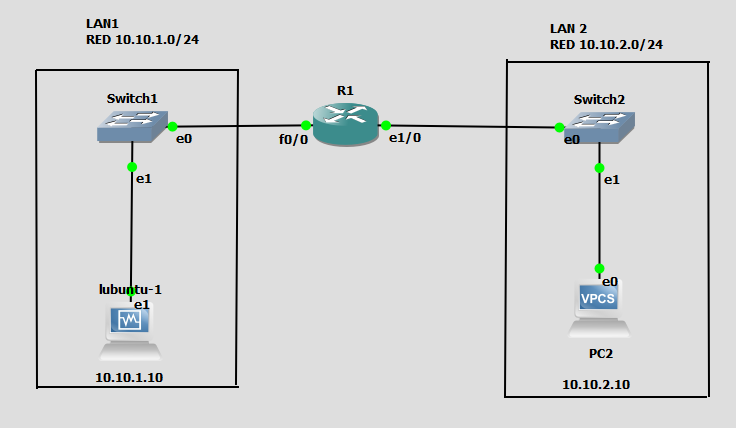 LAN1
RED 10.10.1.0/24
LAN 2
RED 10.10.2.0/24
Switch1
R1
Switch2
e0
f0/0
e1/0
e0
e1
e1
lubuntu-1
e1
e0
VPCS
PC2
10.10.1.10
10.10.2.10